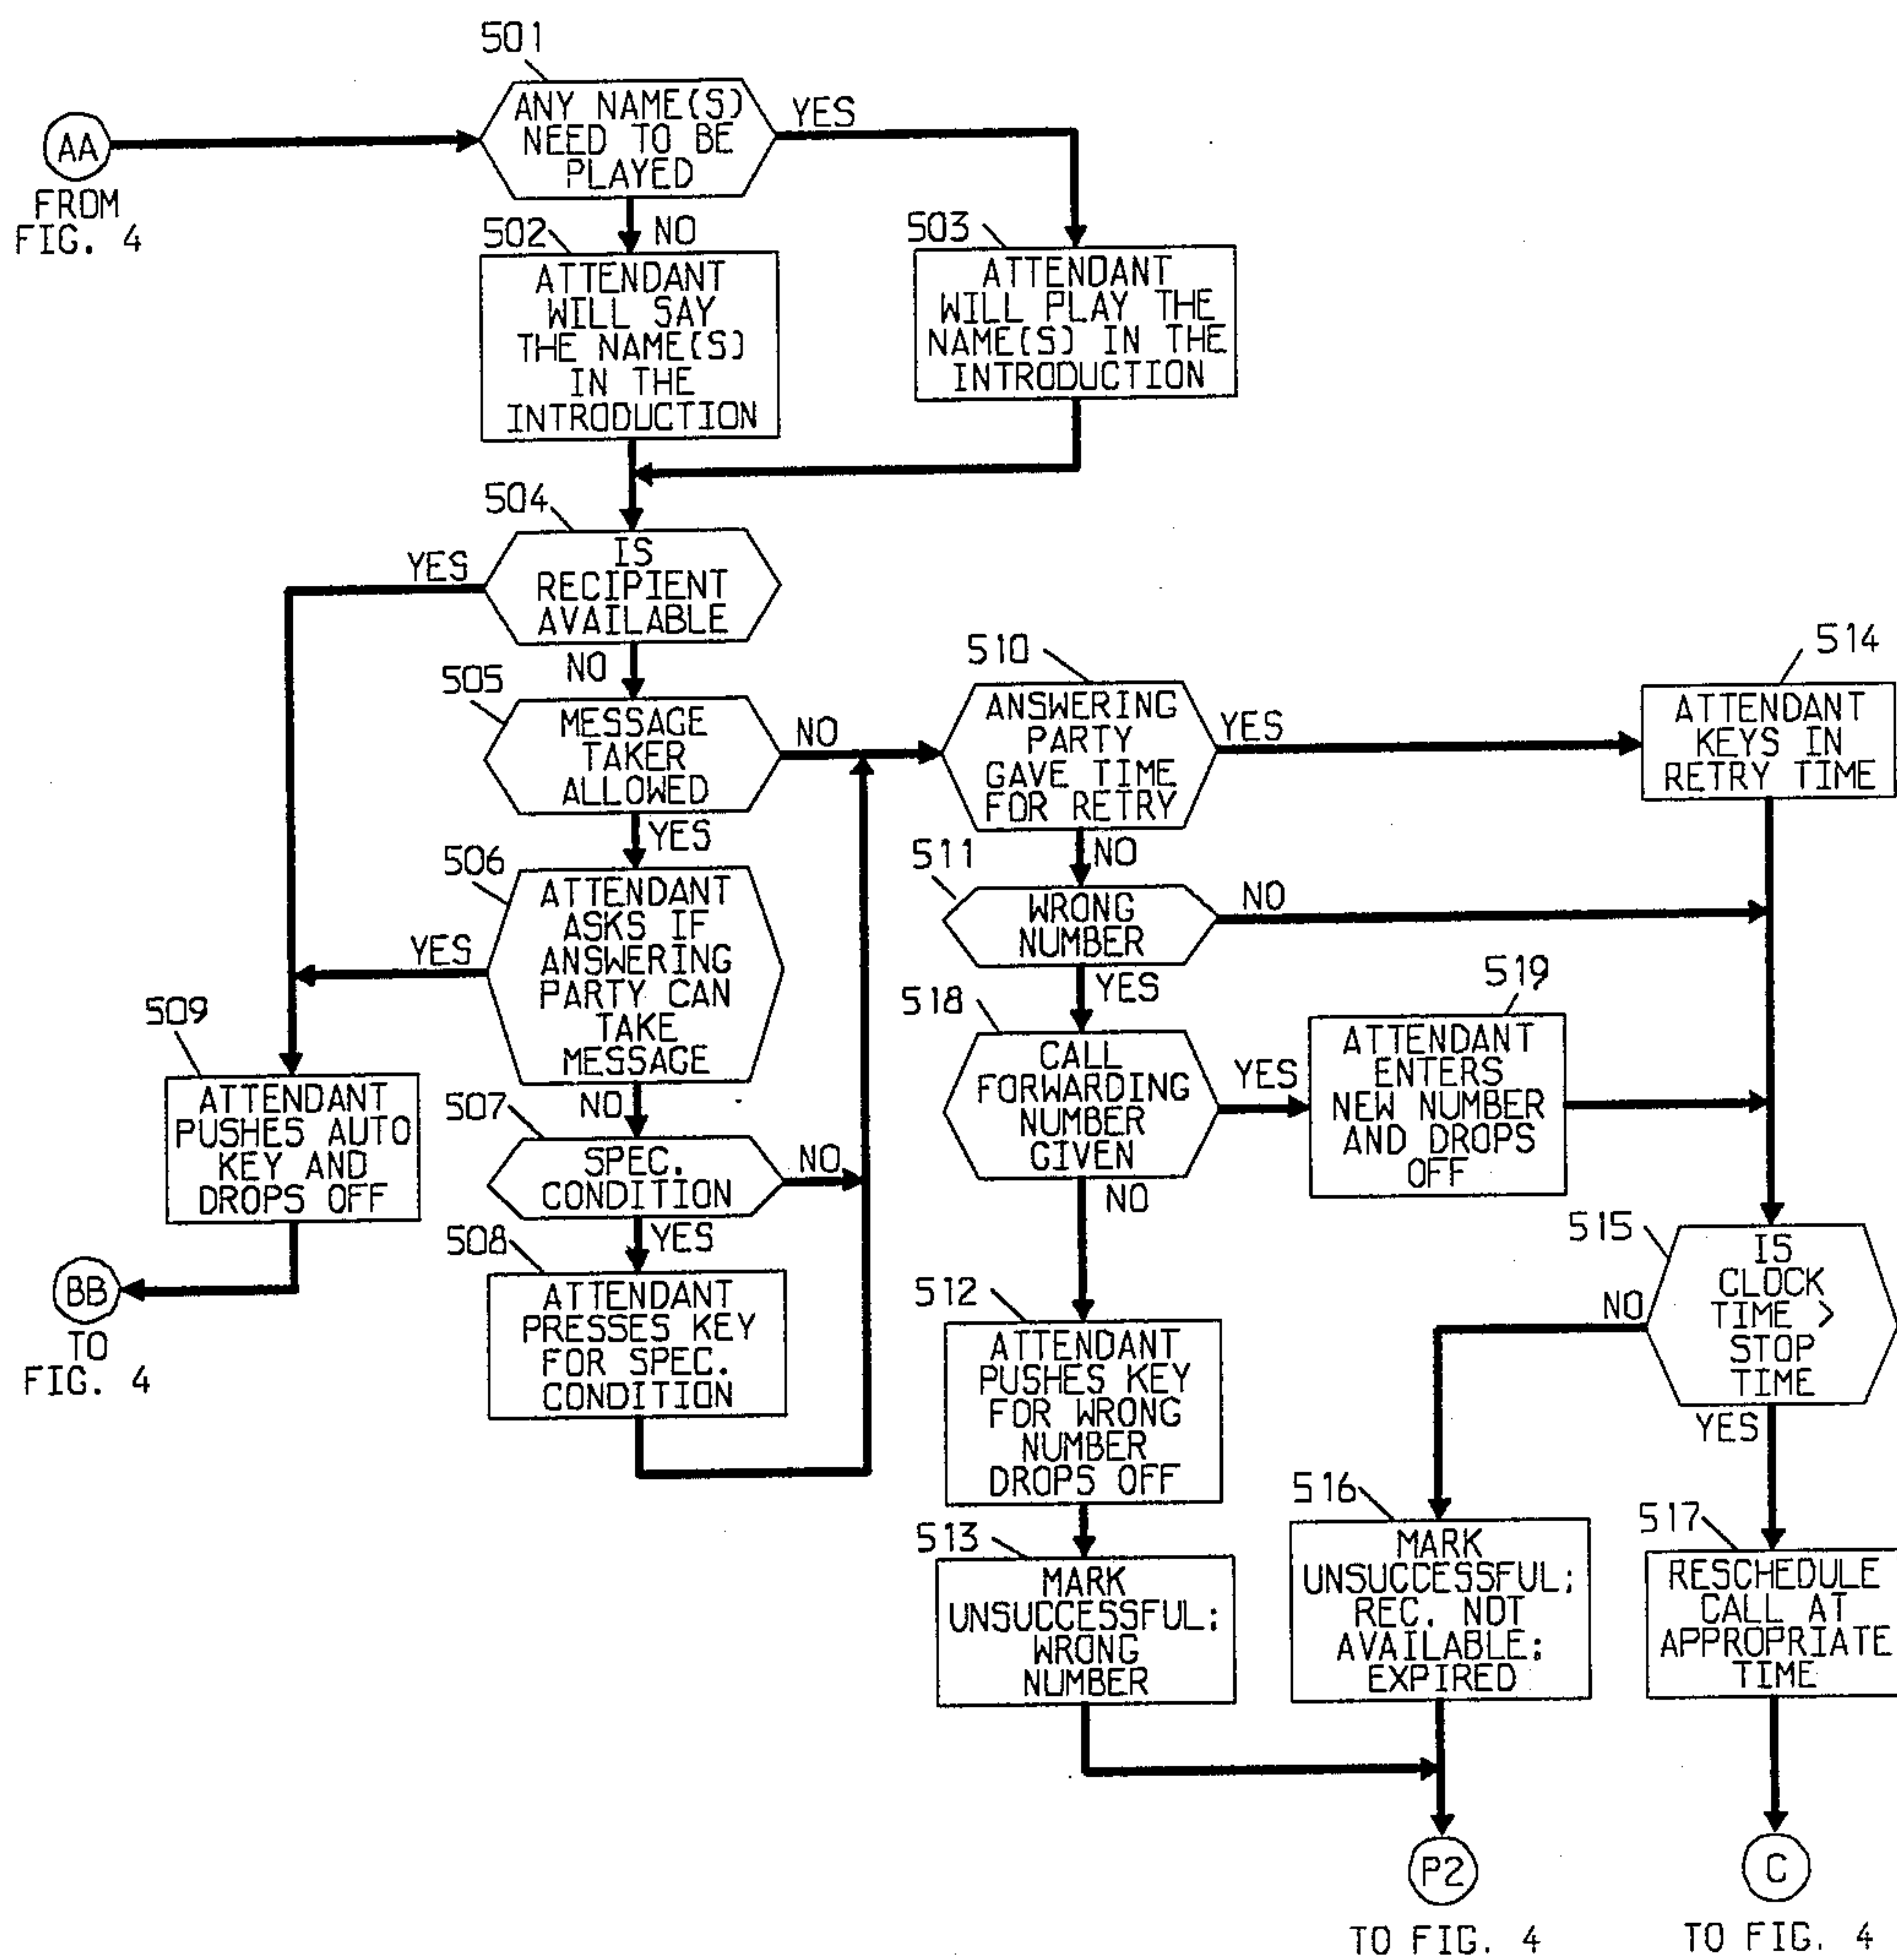 501
ANY NAME(S)
NEED TO BE
PLAYED
YES
NO
AA
FROM
FIG. 4
502
ATTENDANT
WILL SAY
THE NAME(S)
IN THE
INTRODUCTION
503
ATTENDANT
WILL PLAY THE
NAME(S) IN THE
INTRODUCTION
504
IS
RECIPIENT
AVAILABLE
YES
NO
505
MESSAGE
TAKER
ALLOWED
NO
YES
506
ATTENDANT
ASKS IF
ANSWERING
PARTY CAN
TAKE
MESSAGE
YES
NO
507
SPEC.
CONDITION
NO
YES
508
ATTENDANT
PRESSES KEY
FOR SPEC.
CONDITION
509
ATTENDANT
PUSHES AUTO
KEY AND
DROPS OFF
BB
TO
FIG. 4
510
ANSWERING
PARTY
GAVE TIME
FOR RETRY
YES
NO
514
ATTENDANT
KEYS IN
RETRY TIME
511
WRONG
NUMBER
NO
YES
518
CALL
FORWARDING
NUMBER
GIVEN
YES
NO
519
ATTENDANT
ENTERS
NEW NUMBER
AND DROPS
OFF
512
ATTENDANT
PUSHES KEY
FOR WRONG
NUMBER
DROPS OFF
513
MARK
UNSUCCESSFUL;
WRONG
NUMBER
515
IS
CLOCK
TIME >
STOP
TIME
NO
YES
516
MARK
UNSUCCESSFUL;
REC. NOT
AVAILABLE;
EXPIRED
517
RESCHEDULE
CALL AT
APPROPRIATE
TIME
P2
TO FIG. 4
C
TO FIG. 4